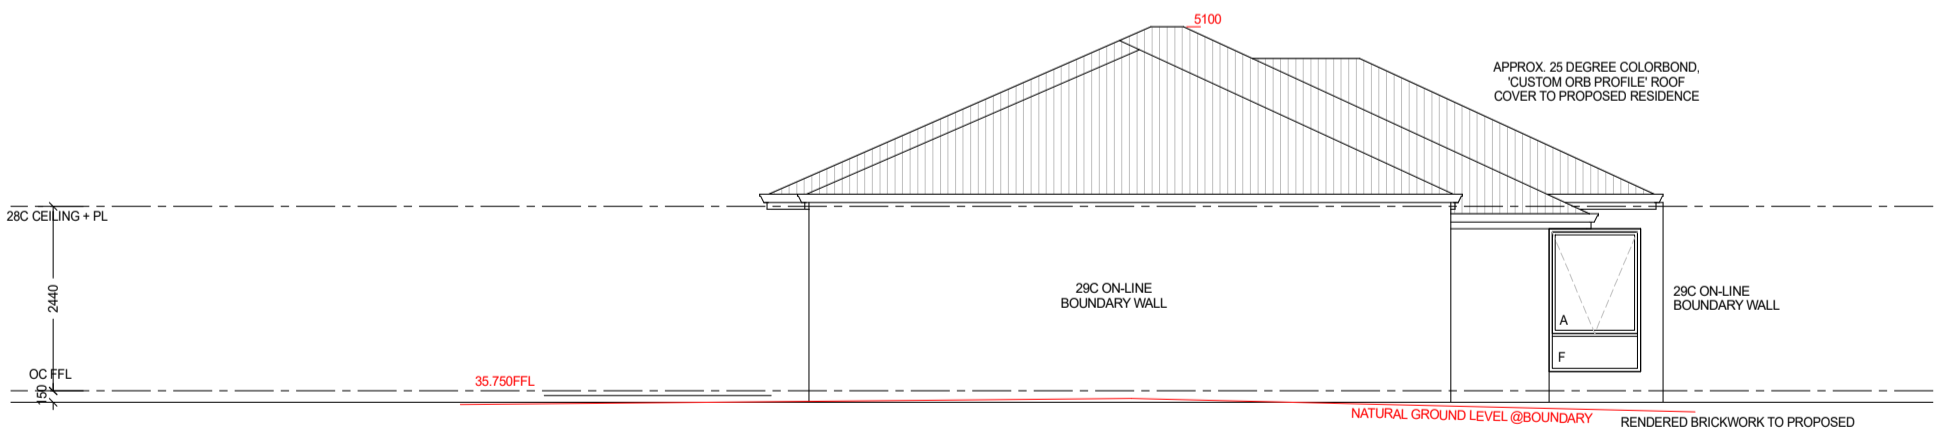 5100
APPROX. 25 DEGREE COLORBOND,
'CUSTOM ORB PROFILE' ROOF
COVER TO PROPOSED RESIDENCE
28C CEILING + PL
2440
29C ON-LINE
BOUNDARY WALL
29C ON-LINE
BOUNDARY WALL
A
F
OC FFL
35.750FFL
150
NATURAL GROUND LEVEL @BOUNDARY
RENDERED BRICKWORK TO PROPOSED